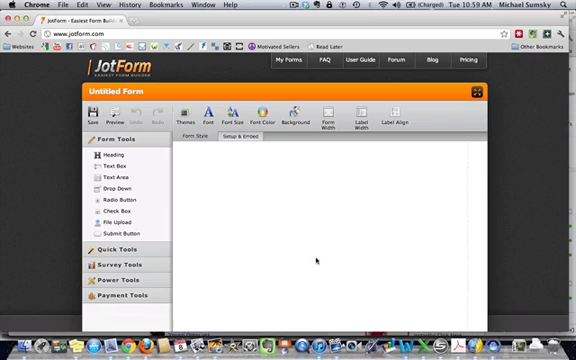 Chrome File Edit View History Bookmarks Window Help (Charged) Tue 10:59 AM Michael Sumsky
JotForm - Easiest Form Build
www.jotform.com
Websites Motivated Sellers Read Later Other Bookmarks
JotForm
EASIEST FORM BUILDER
My Forms FAQ User Guide Forum Blog Pricing
Untitled Form
Save Preview Undo Redo Themes Font Font Size Font Color Background Form Width Label Width Label Align
Form Style Setup & Embed
Form Tools
Heading
Text Box
Text Area
Drop Down
Radio Button
Check Box
File Upload
Submit Button
Quick Tools
Survey Tools
Power Tools
Payment Tools